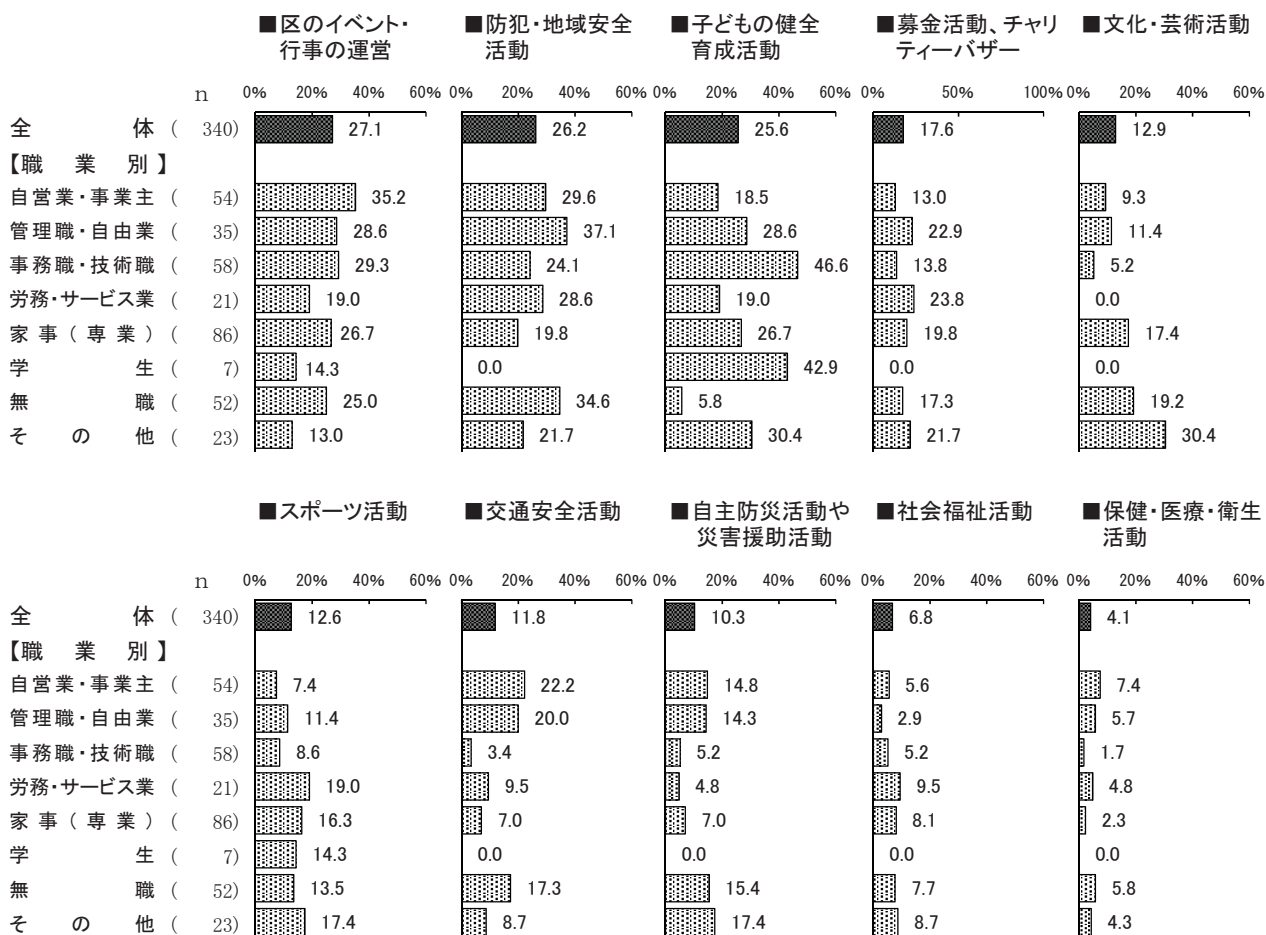 ■区のイベント・ ■防犯・地域安全 ■子どもの健全 ■募金活動、チャリ ■文化・芸術活動
行事の運営 活動 育成活動 ティーバザー
n 0% 20% 40% 60% 0% 20% 40% 60% 0% 20% 40% 60% 0% 50% 100% 0% 20% 40% 60%
全体 ( 340) 27.1 26.2 25.6 17.6 12.9
【職業別】
自営業・事業主 ( 54) 35.2 29.6 18.5 13.0 9.3
管理職・自由業 ( 35) 28.6 37.1 28.6 22.9 11.4
事務職・技術職 ( 58) 29.3 24.1 46.6 13.8 5.2
労務・サービス業 ( 21) 19.0 28.6 19.0 23.8 0.0
家事(専業) ( 86) 26.7 19.8 26.7 19.8 17.4
学生 ( 7) 14.3 0.0 42.9 0.0 0.0
無職 ( 52) 25.0 34.6 5.8 17.3 19.2
その他 ( 23) 13.0 21.7 30.4 21.7 30.4
■スポーツ活動 ■交通安全活動 ■自主防災活動や ■社会福祉活動 ■保健・医療・衛生
災害援助活動 活動
n 0% 20% 40% 60% 0% 20% 40% 60% 0% 20% 40% 60% 0% 20% 40% 60% 0% 20% 40% 60%
全体 ( 340) 12.6 11.8 10.3 6.8 4.1
【職業別】
自営業・事業主 ( 54) 7.4 22.2 14.8 5.6 7.4
管理職・自由業 ( 35) 11.4 20.0 14.3 2.9 5.7
事務職・技術職 ( 58) 8.6 3.4 5.2 5.2 1.7
労務・サービス業 ( 21) 19.0 9.5 4.8 9.5 4.8
家事(専業) ( 86) 16.3 7.0 7.0 8.1 2.3
学生 ( 7) 14.3 0.0 0.0 0.0 0.0
無職 ( 52) 13.5 17.3 15.4 7.7 5.8
その他 ( 23) 17.4 8.7 17.4 8.7 4.3